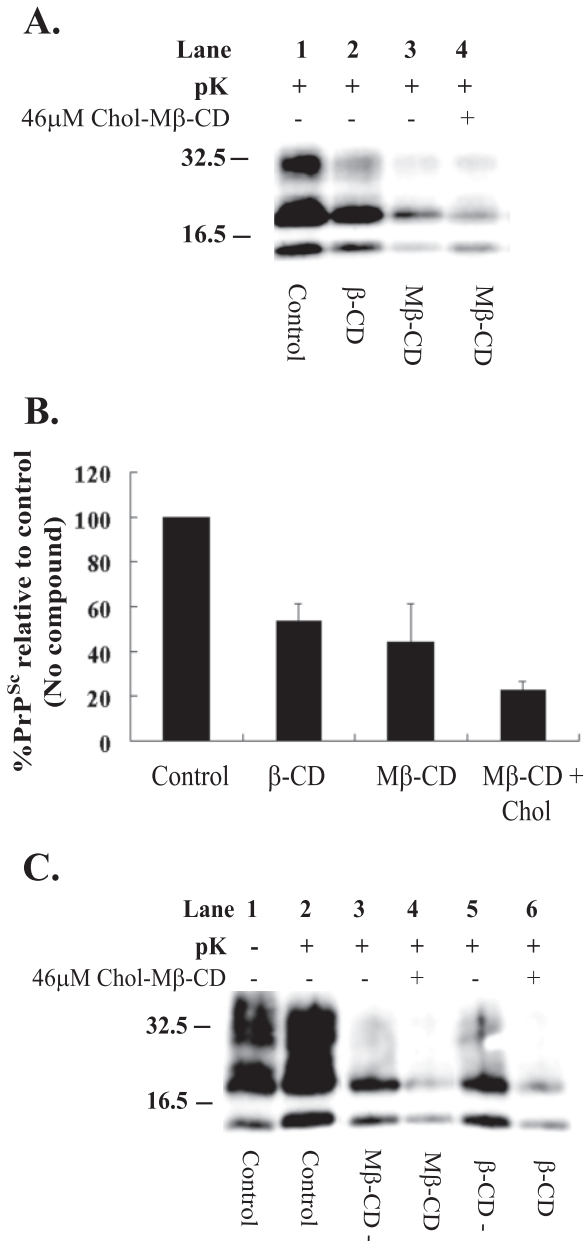 A.
Lane 1 2 3 4
pK + + + +
46μM Chol-Mβ-CD - - - +
32.5
16.5
Control β-CD Mβ-CD Mβ-CD
B.
%PrPSc relative to control
(No compound)
120
100
80
60
40
20
0
Control β-CD Mβ-CD Mβ-CD +
Chol
C.
Lane 1 2 3 4 5 6
pK - + + + + +
46μM Chol-Mβ-CD - - - + - +
32.5
16.5
Control Control Mβ-CD - Mβ-CD β-CD - β-CD